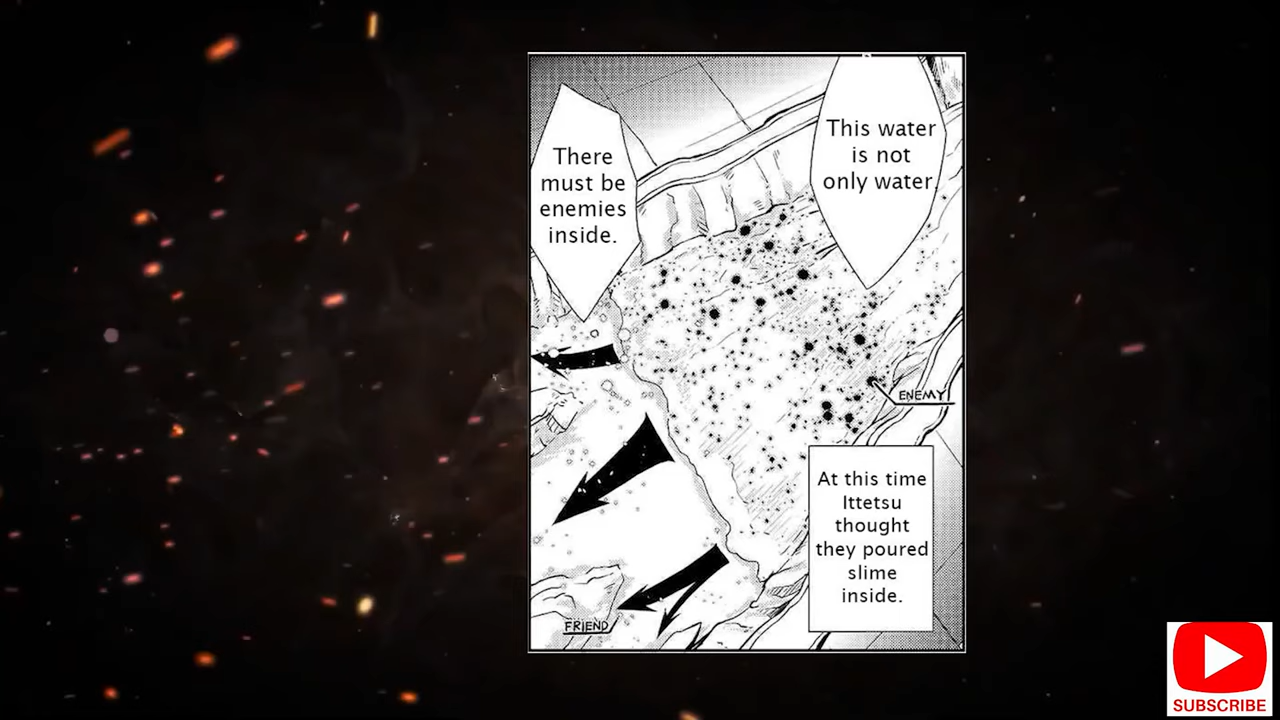 This water
is not
only water.
There
must be
enemies
inside.
ENEMY
At this time
Ittetsu
thought
they poured
slime
inside.
FRIEND
SUBSCRIBE